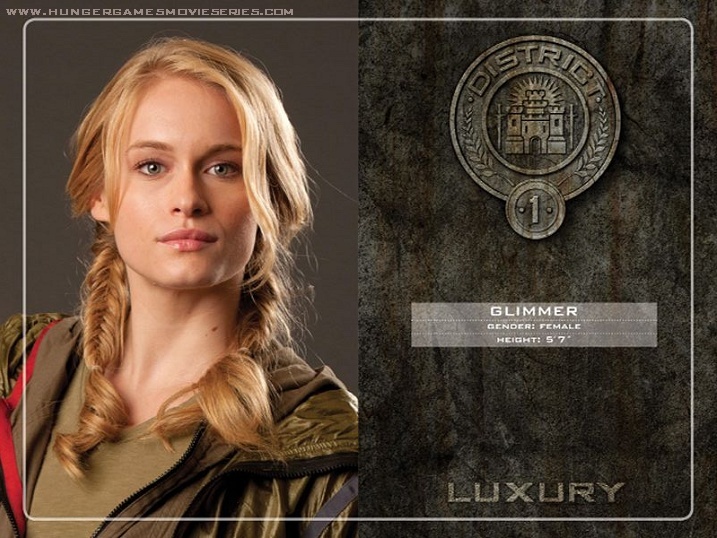 WWW.HUNGERGAMESMOVIESERIES.COM
DISTRICT
1
GLIMMER
GENDER: FEMALE
HEIGHT: 5'7"
LUXURY